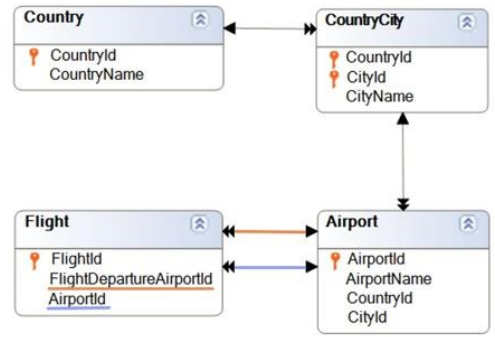 Country
CountryId
CountryName
CountryCity
CountryId
CityId
CityName
Flight
FlightId
FlightDepartureAirportId
AirportId
Airport
AirportId
AirportName
CountryId
CityId